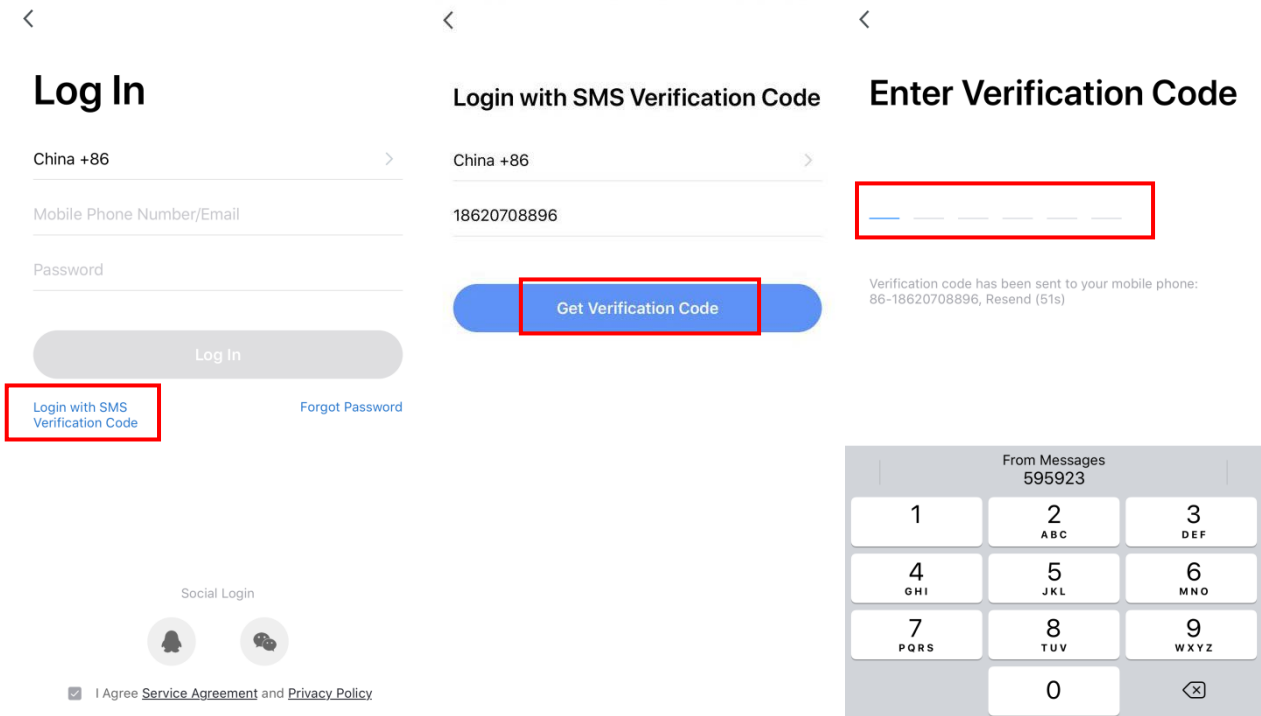 Log In
China +86
Mobile Phone Number/Email
Password
Log In
Login with SMS
Verification Code
Forgot Password
Social Login
I Agree Service Agreement and Privacy Policy
Login with SMS Verification Code
China +86
18620708896
Get Verification Code
Enter Verification Code
Verification code has been sent to your mobile phone:
86-18620708896, Resend (51s)
From Messages
595923
1
2
ABC
3
DEF
4
GHI
5
JKL
6
MNO
7
PQRS
8
TUV
9
WXYZ
0